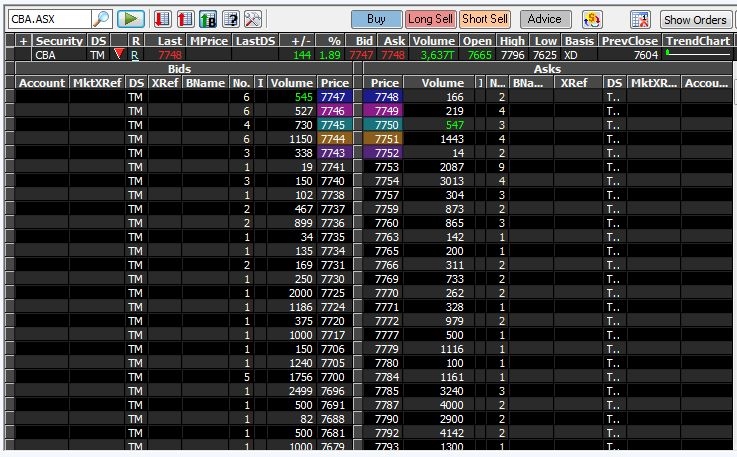 CBA.ASX Buy Long Sell Short Sell Advice Show Orders
+ Security DS R Last MPrice LastDS +/- % Bid Ask Volume Open High Low Basis PrevClose TrendChart
CBA TM R 7748 144 1.89 7747 7748 3,637T 7665 7796 7625 XD 7604
Bids Asks
Account MktXRef DS XRef BName No. I Volume Price Price Volume I N... BNa... XRef DS MktXR... Accou...
TM 6 545 7747 7748 166 2 T..
TM 6 527 7746 7749 219 4 T..
TM 4 730 7745 7750 547 3 T..
TM 6 1150 7744 7751 1443 4 T..
TM 3 338 7743 7752 14 2 T..
TM 1 19 7741 7753 2087 9 T..
TM 3 150 7740 7754 3013 4 T..
TM 1 102 7738 7757 304 3 T..
TM 2 467 7737 7759 873 2 T..
TM 2 899 7736 7760 865 3 T..
TM 1 34 7735 7763 142 1 T..
TM 1 135 7734 7765 200 1 T..
TM 2 169 7731 7766 311 2 T..
TM 1 250 7730 7768 733 2 T..
TM 1 2000 7725 7770 262 2 T..
TM 1 1186 7724 7771 328 1 T..
TM 1 375 7720 7772 979 2 T..
TM 1 1000 7717 7777 500 1 T..
TM 1 150 7706 7779 1116 1 T..
TM 1 1240 7705 7780 100 1 T..
TM 5 1756 7700 7784 1161 1 T..
TM 1 2499 7696 7785 3240 3 T..
TM 1 500 7691 7787 4000 2 T..
TM 1 82 7688 7790 2900 2 T..
TM 1 500 7681 7792 4142 2 T..
TM 1 1000 7679 7793 1300 1 T..